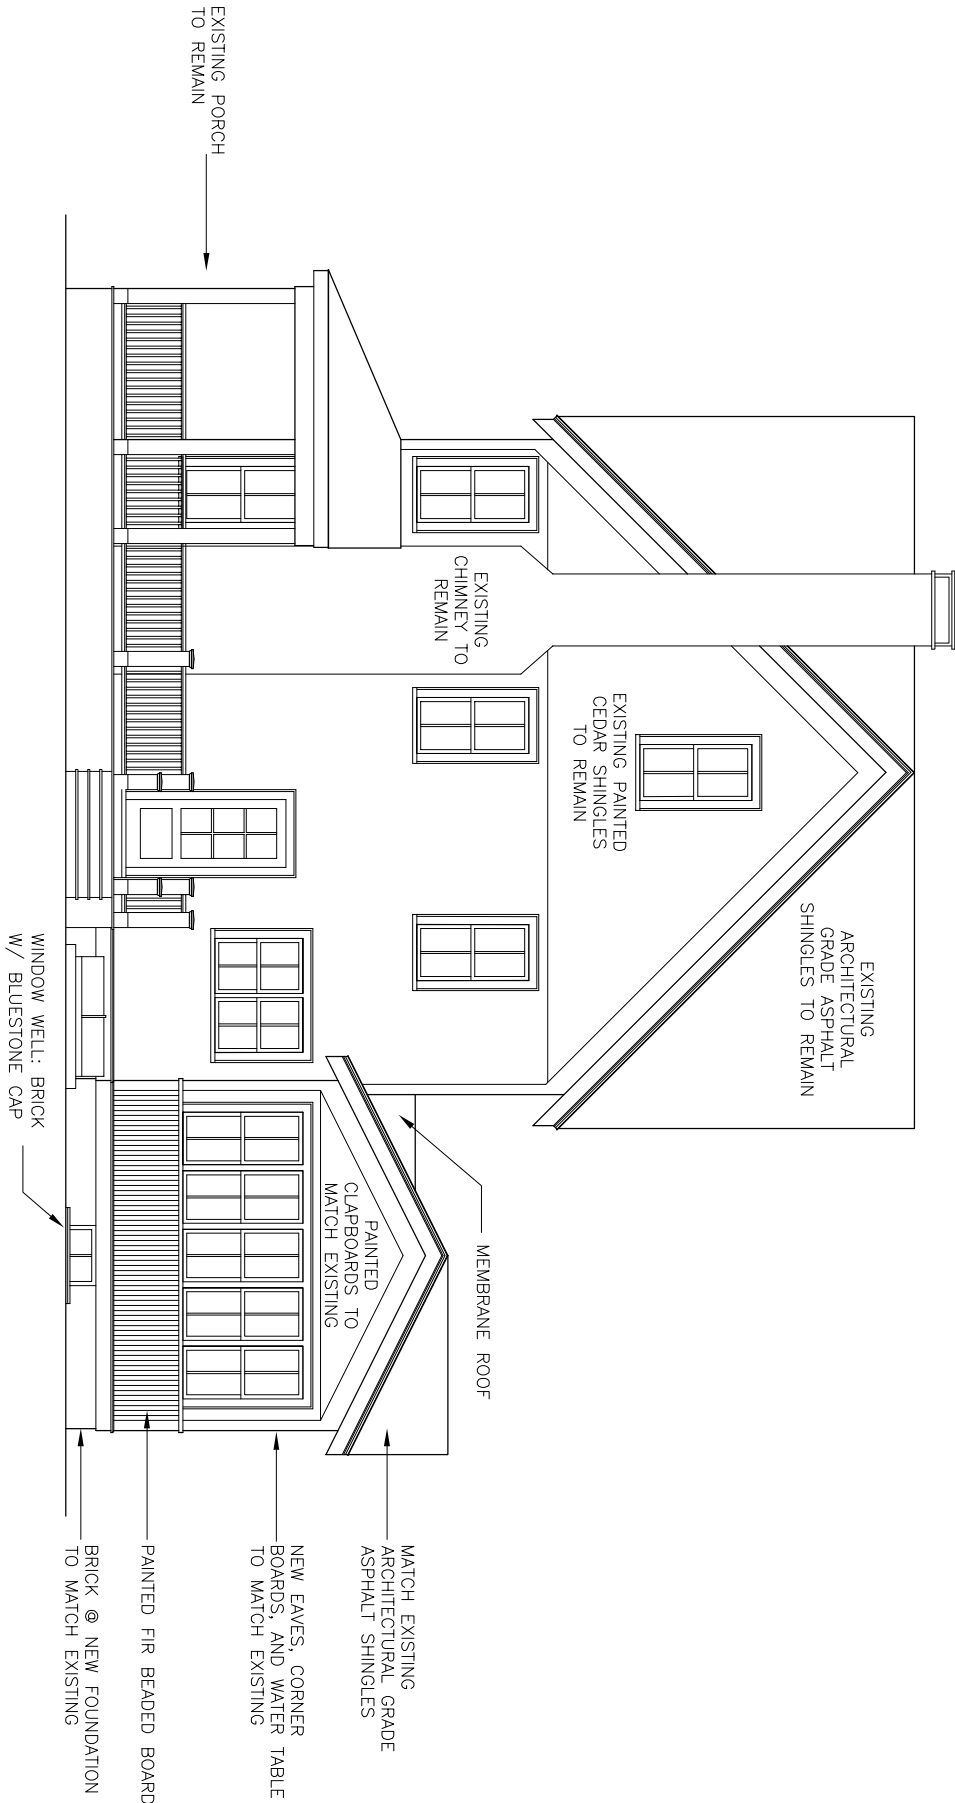 EXISTING PORCH
TO REMAIN
EXISTING
CHIMNEY TO
REMAIN
EXISTING PAINTED
CEDAR SHINGLES
TO REMAIN
EXISTING
ARCHITECTURAL
GRADE ASPHALT
SHINGLES TO REMAIN
WINDOW WELL: BRICK
W/ BLUESTONE CAP
MEMBRANE ROOF
PAINTED
CLAPBOARDS TO
MATCH EXISTING
MATCH EXISTING
ARCHITECTURAL GRADE
ASPHALT SHINGLES
NEW EAVES, CORNER
BOARDS, AND WATER TABLE
TO MATCH EXISTING
PAINTED FIR BEADED BOARD
BRICK @ NEW FOUNDATION
TO MATCH EXISTING